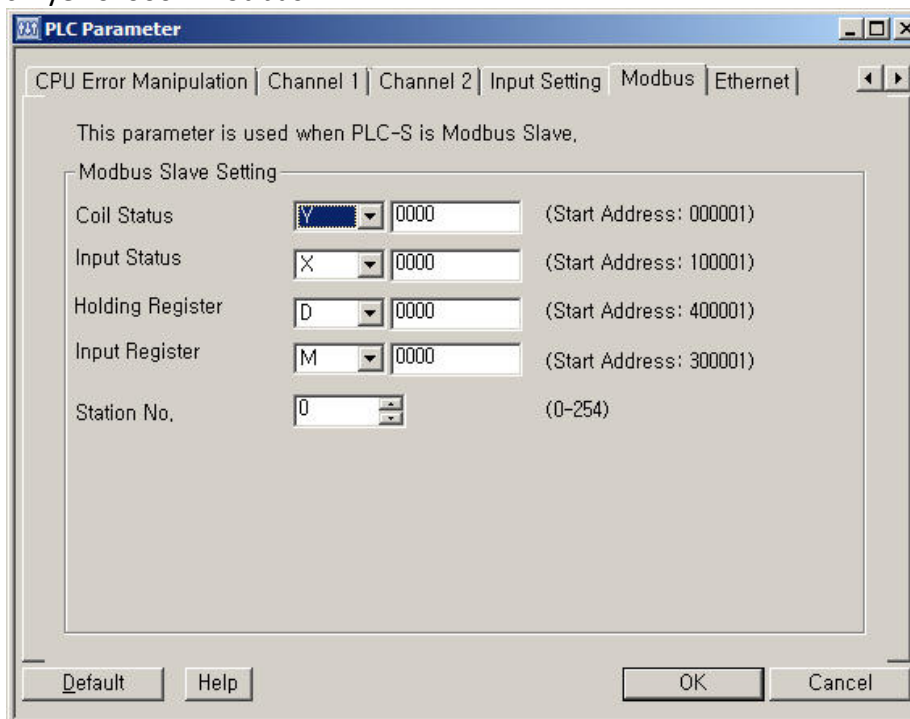 PLC Parameter
CPU Error Manipulation Channel 1 Channel 2 Input Setting Modbus Ethernet
This parameter is used when PLC-S is Modbus Slave,
Modbus Slave Setting
Coil Status Y 0000 (Start Address: 000001)
Input Status X 0000 (Start Address: 100001)
Holding Register D 0000 (Start Address: 400001)
Input Register M 0000 (Start Address: 300001)
Station No, 0 (0-254)
Default Help OK Cancel